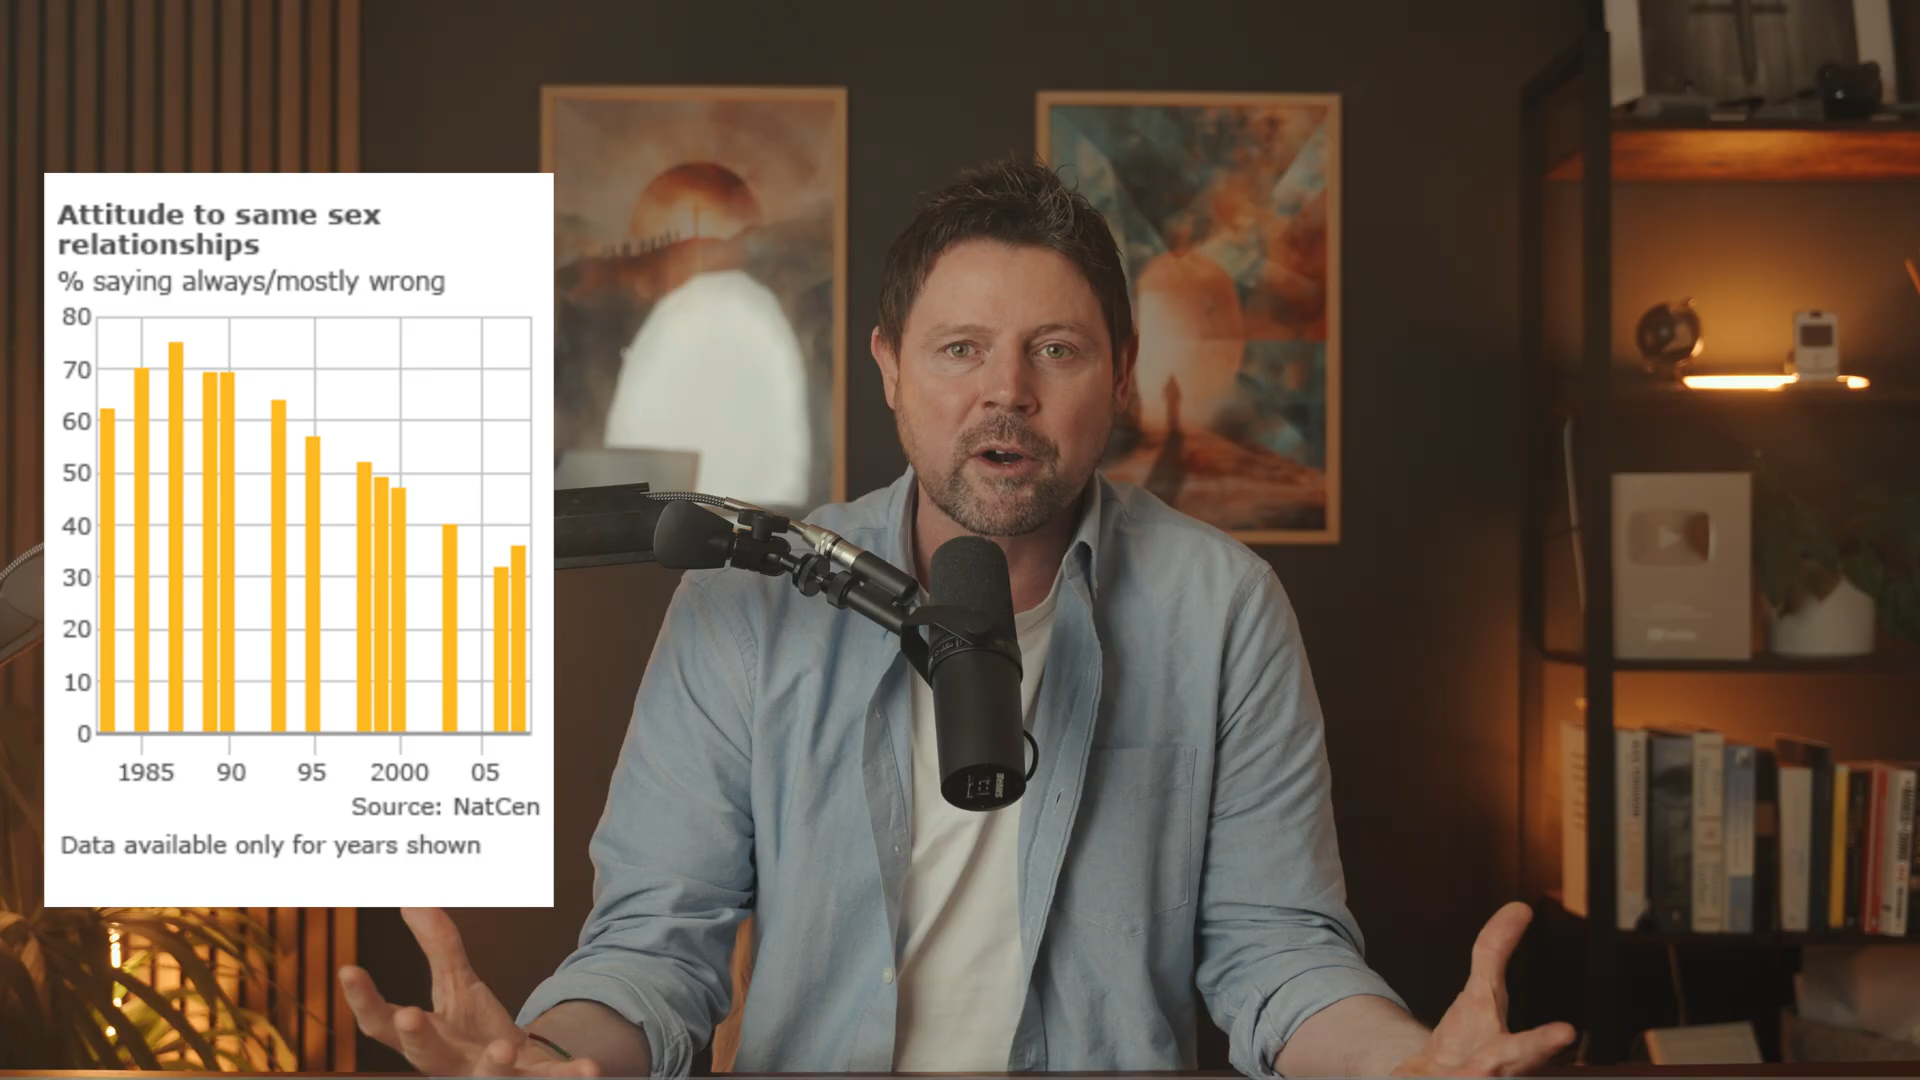 Attitude to same sex
relationships
% saying always/mostly wrong
80
70
60
50
40
30
20
10
0
1985 90 95 2000 05
Source: NatCen
Data available only for years shown